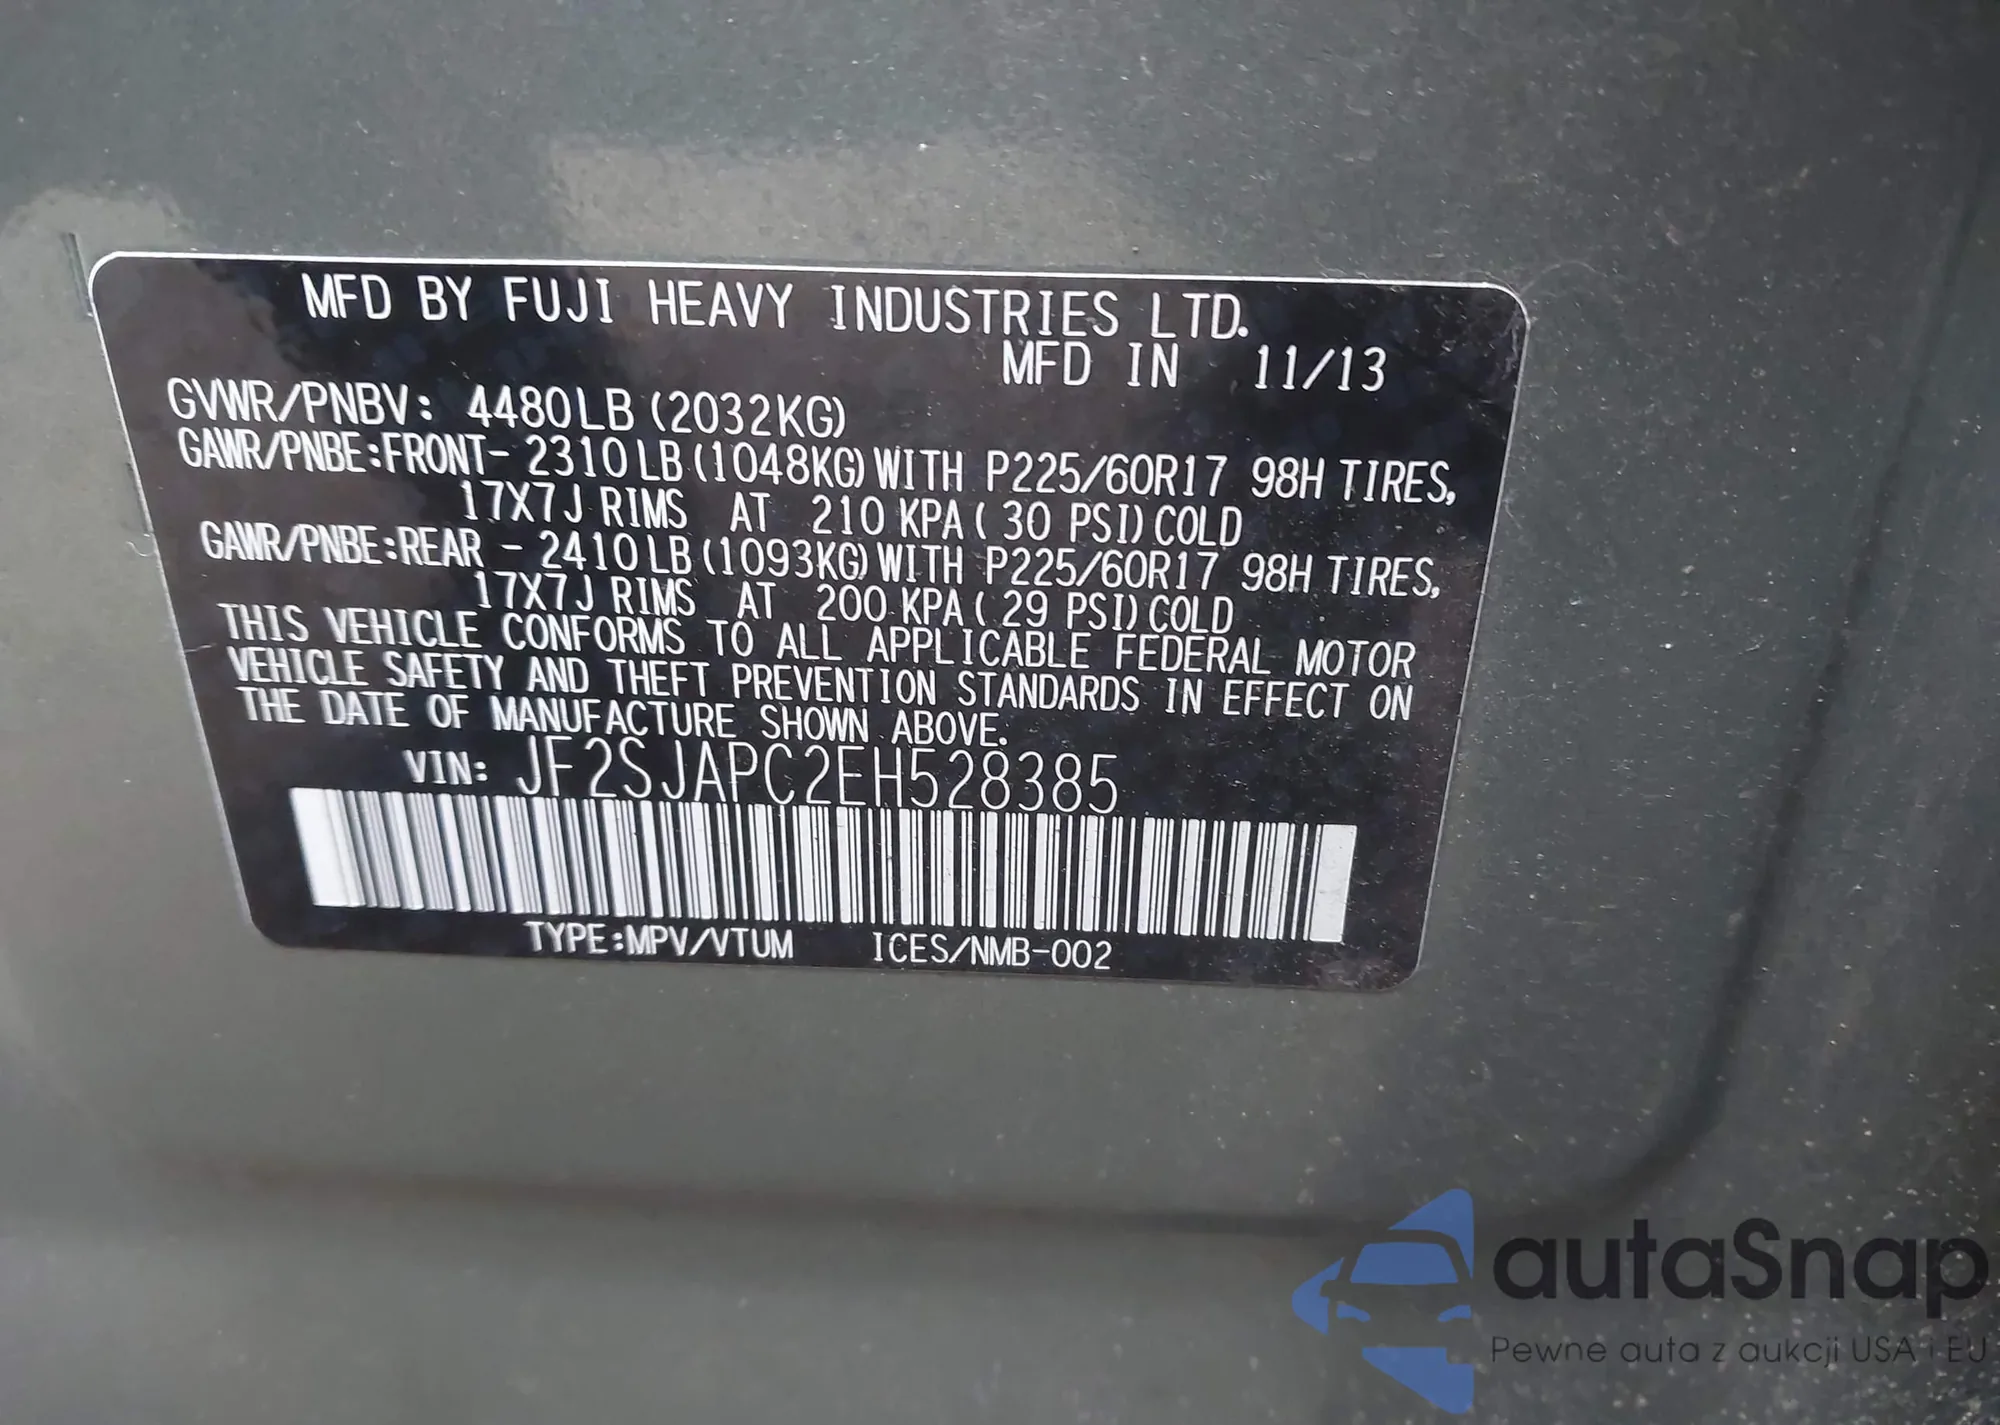 MFD BY FUJI HEAVY INDUSTRIES LTD.
MFD IN 11/13
GVWR/PNBV: 4480LB (2032KG)
GAWR/PNBE:FRONT- 2310LB(1048KG)WITH P225/60R17 98H TIRES,
17X7J RIMS AT 210 KPA( 30 PSI)COLD
GAWR/PNBE:REAR - 2410LB(1093KG)WITH P225/60R17 98H TIRES,
17X7J RIMS AT 200 KPA( 29 PSI)COLD
THIS VEHICLE CONFORMS TO ALL APPLICABLE FEDERAL MOTOR
VEHICLE SAFETY AND THEFT PREVENTION STANDARDS IN EFFECT ON
THE DATE OF MANUFACTURE SHOWN ABOVE.
VIN: JF2SJAPC2EH528385
TYPE:MPV/VTUM ICES/NMB-002
autaSnap
Pewne auta z aukcji USA i EU